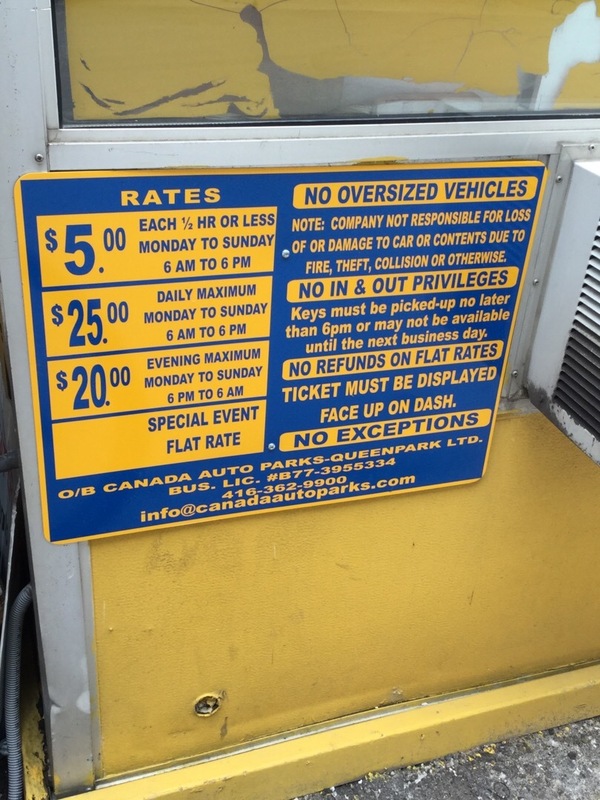 RATES
$5.00
EACH ½ HR OR LESS
MONDAY TO SUNDAY
6 AM TO 6 PM
$25.00
DAILY MAXIMUM
MONDAY TO SUNDAY
6 AM TO 6 PM
$20.00
EVENING MAXIMUM
MONDAY TO SUNDAY
6 PM TO 6 AM
SPECIAL EVENT
FLAT RATE
NO OVERSIZED VEHICLES
NOTE: COMPANY NOT RESPONSIBLE FOR LOSS
OF OR DAMAGE TO CAR OR CONTENTS DUE TO
FIRE, THEFT, COLLISION OR OTHERWISE.
NO IN & OUT PRIVILEGES
Keys must be picked-up no later
than 6pm or may not be available
until the next business day.
NO REFUNDS ON FLAT RATES
TICKET MUST BE DISPLAYED
FACE UP ON DASH.
NO EXCEPTIONS
O/B CANADA AUTO PARKS-QUEENPARK LTD.
BUS. LIC. #B77-3955334
416-362-9900
info@canadaautoparks.com